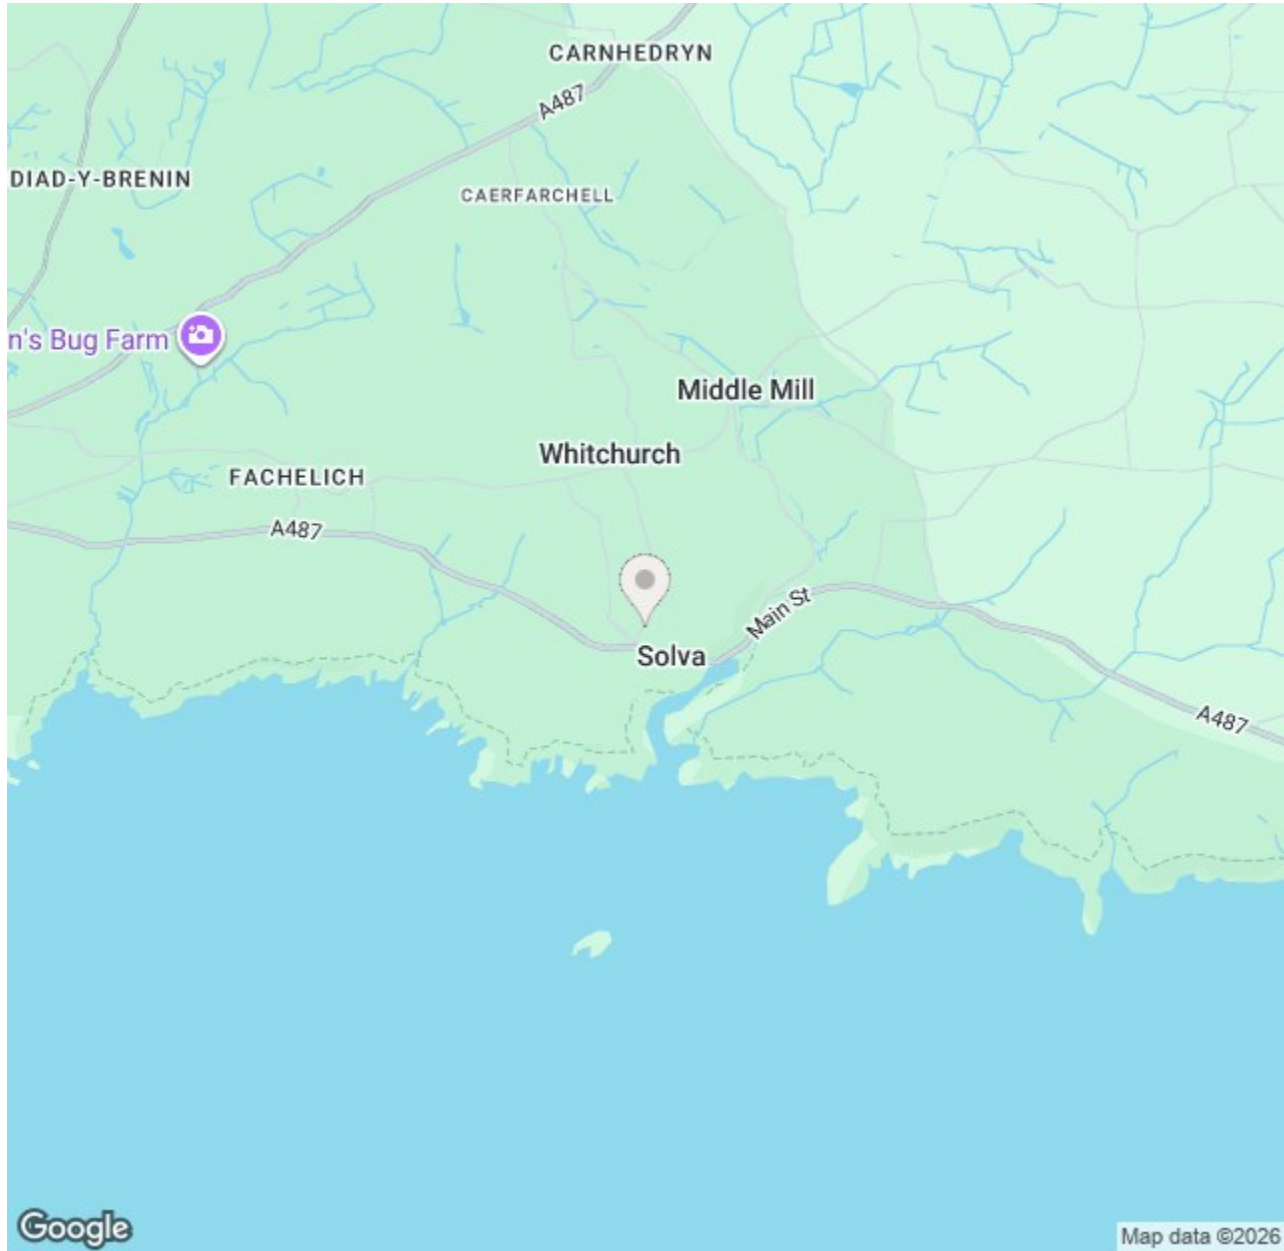 CARNHEDRYN
A487
DIAD-Y-BRENIN
CAERFARCHELL
n's Bug Farm
Middle Mill
Whitchurch
FACHELICH
A487
Main St
Solva
A487
Google
Map data ©2026